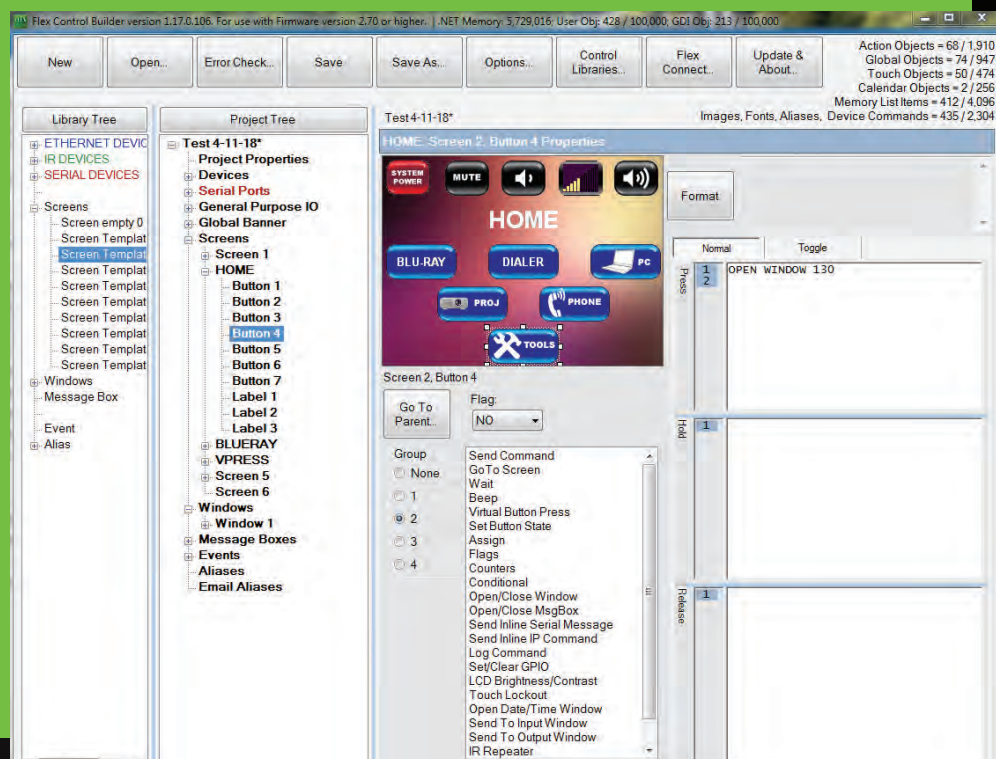 Flex Control Builder version 1.17.0.106. For use with Firmware version 2.70 or higher. | .NET Memory: 5,729,016; User Obj: 428 / 100,000; GDI Obj: 213 / 100,000
New
Open...
Error Check...
Save
Save As...
Options...
Control Libraries...
Flex Connect...
Update & About...
Action Objects = 68 / 1,910
Global Objects = 74 / 947
Touch Objects = 50 / 474
Calendar Objects = 2 / 256
Memory List Items = 412 / 4,096
Images, Fonts, Aliases, Device Commands = 435 / 2,304
Library Tree
ETHERNET DEVIC
IR DEVICES
SERIAL DEVICES
Screens
Screen empty 0
Screen Templat
Screen Templat
Screen Templat
Screen Templat
Screen Templat
Screen Templat
Screen Templat
Screen Templat
Screen Templat
Windows
Message Box
Event
Alias
Project Tree
Test 4-11-18*
Project Properties
Devices
Serial Ports
General Purpose IO
Global Banner
Screens
Screen 1
HOME
Button 1
Button 2
Button 3
Button 4
Button 5
Button 6
Button 7
Label 1
Label 2
Label 3
BLUERAY
VPRESS
Screen 5
Screen 6
Windows
Window 1
Message Boxes
Events
Aliases
Email Aliases
Test 4-11-18*
HOME, Screen 2, Button 4 Properties
SYSTEM POWER
MUTE
HOME
BLU-RAY
DIALER
PC
PROJ
PHONE
TOOLS
Screen 2, Button 4
Go To Parent...
Flag:
NO
Group
None
1
2
3
4
Send Command
GoTo Screen
Wait
Beep
Virtual Button Press
Set Button State
Assign
Flags
Counters
Conditional
Open/Close Window
Open/Close MsgBox
Send Inline Serial Message
Send Inline IP Command
Log Command
Set/Clear GPIO
LCD Brightness/Contrast
Touch Lockout
Open Date/Time Window
Send To Input Window
Send To Output Window
IR Repeater
Format
Normal
Toggle
Press
1
OPEN WINDOW 130
2
Hold
1
Release
1